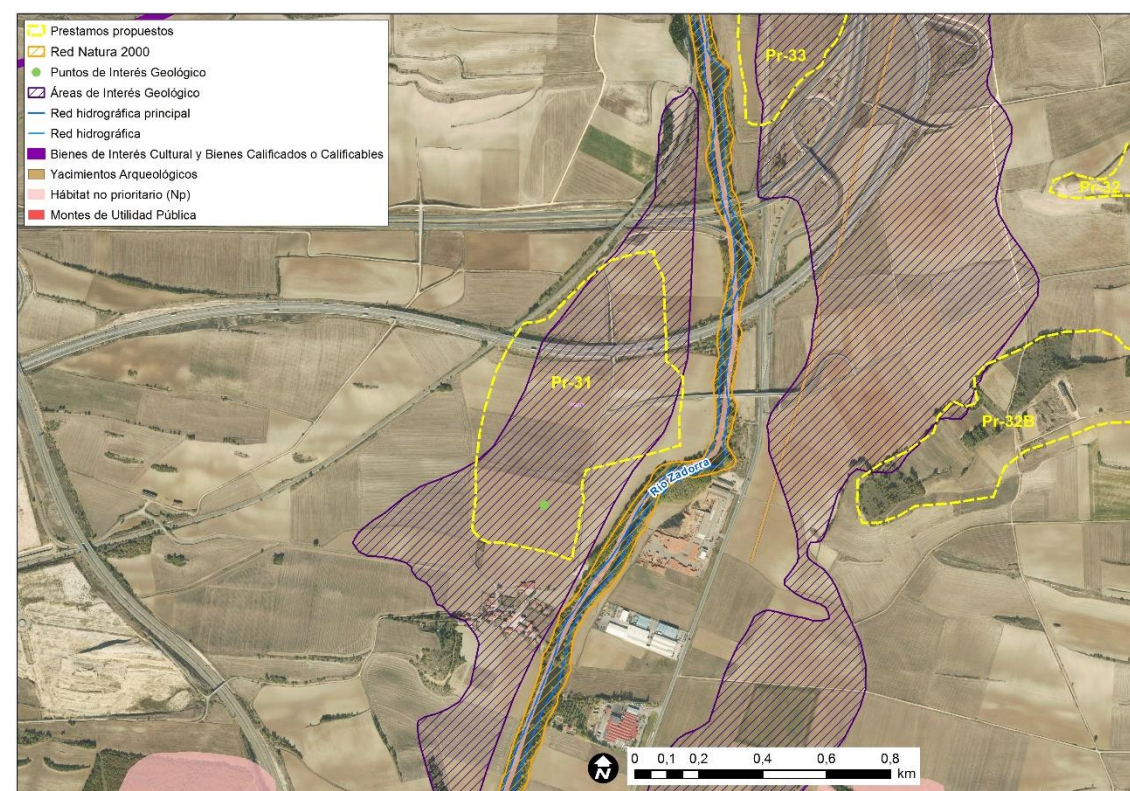 Prestamos propuestos
Red Natura 2000
Puntos de Interés Geológico
Áreas de Interés Geológico
Red hidrográfica principal
Red hidrográfica
Bienes de Interés Cultural y Bienes Calificados o Calificables
Yacimientos Arqueológicos
Hábitat no prioritario (Np)
Montes de Utilidad Pública
Pr-33
Pr-32
Pr-31
Pr-32B
Río Zadorra
N
0 0,1 0,2 0,4 0,6 0,8
km